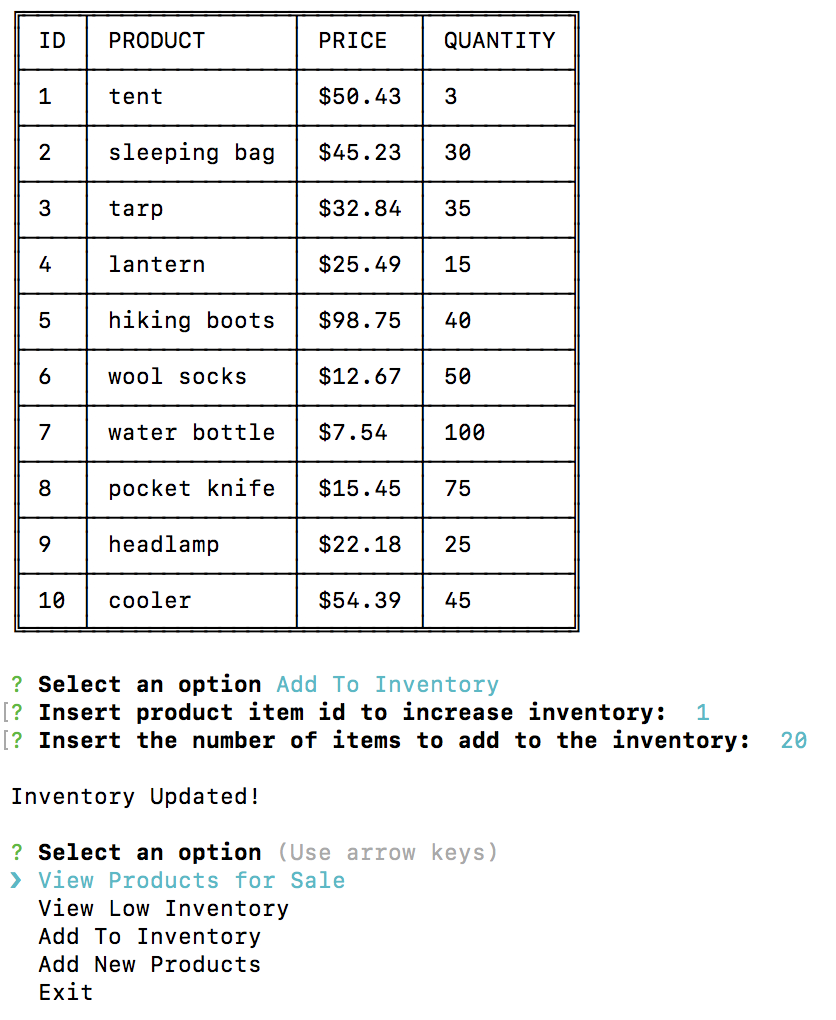 ID PRODUCT PRICE QUANTITY
1 tent $50.43 3
2 sleeping bag $45.23 30
3 tarp $32.84 35
4 lantern $25.49 15
5 hiking boots $98.75 40
6 wool socks $12.67 50
7 water bottle $7.54 100
8 pocket knife $15.45 75
9 headlamp $22.18 25
10 cooler $54.39 45
? Select an option Add To Inventory
[? Insert product item id to increase inventory: 1
[? Insert the number of items to add to the inventory: 20
Inventory Updated!
? Select an option (Use arrow keys)
❯ View Products for Sale
View Low Inventory
Add To Inventory
Add New Products
Exit